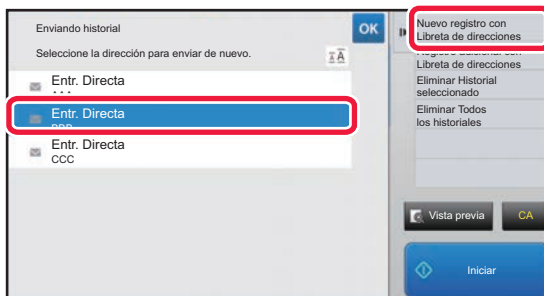 Enviando historial
OK
Seleccione la dirección para enviar de nuevo.
Entr. Directa
Entr. Directa
Entr. Directa
CCC
Nuevo registro con
Libreta de direcciones
Libreta de direcciones
Eliminar Historial
seleccionado
Eliminar Todos
los historiales
Vista previa
CA
Iniciar